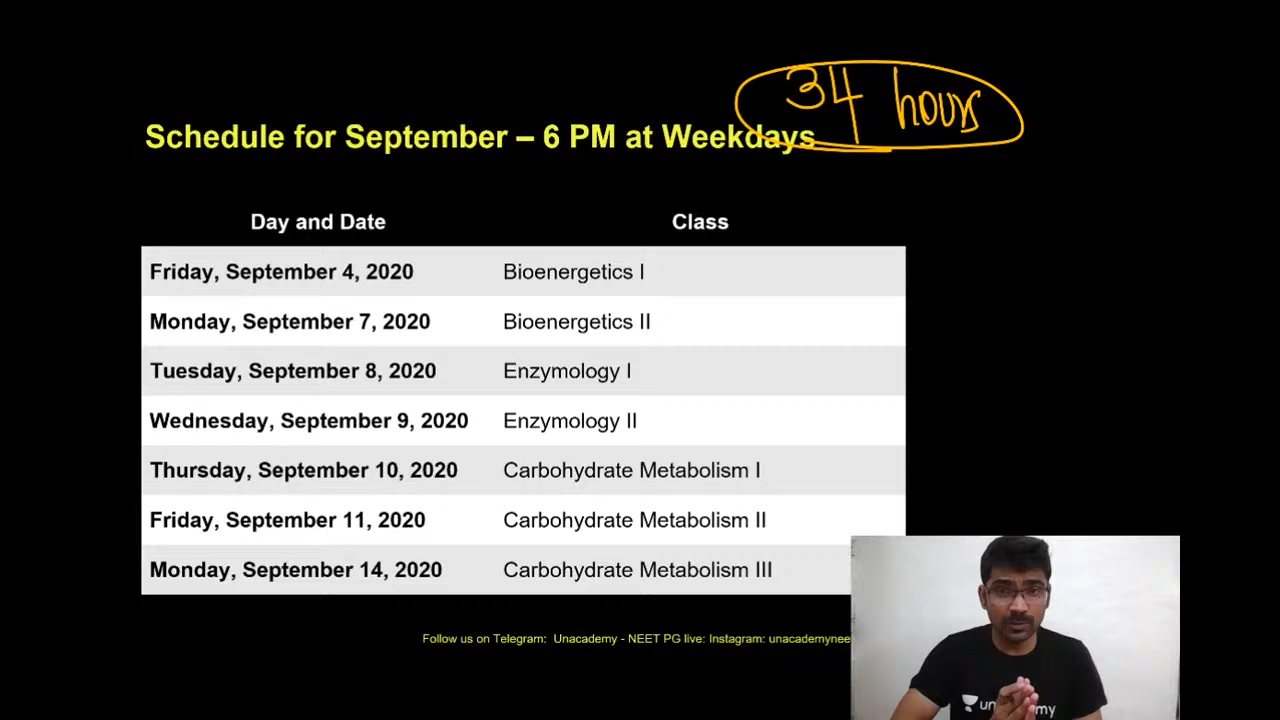 34 hours
Schedule for September – 6 PM at Weekdays
Day and Date Class
Friday, September 4, 2020 Bioenergetics I
Monday, September 7, 2020 Bioenergetics II
Tuesday, September 8, 2020 Enzymology I
Wednesday, September 9, 2020 Enzymology II
Thursday, September 10, 2020 Carbohydrate Metabolism I
Friday, September 11, 2020 Carbohydrate Metabolism II
Monday, September 14, 2020 Carbohydrate Metabolism III
Follow us on Telegram: Unacademy - NEET PG live: Instagram: unacademynee